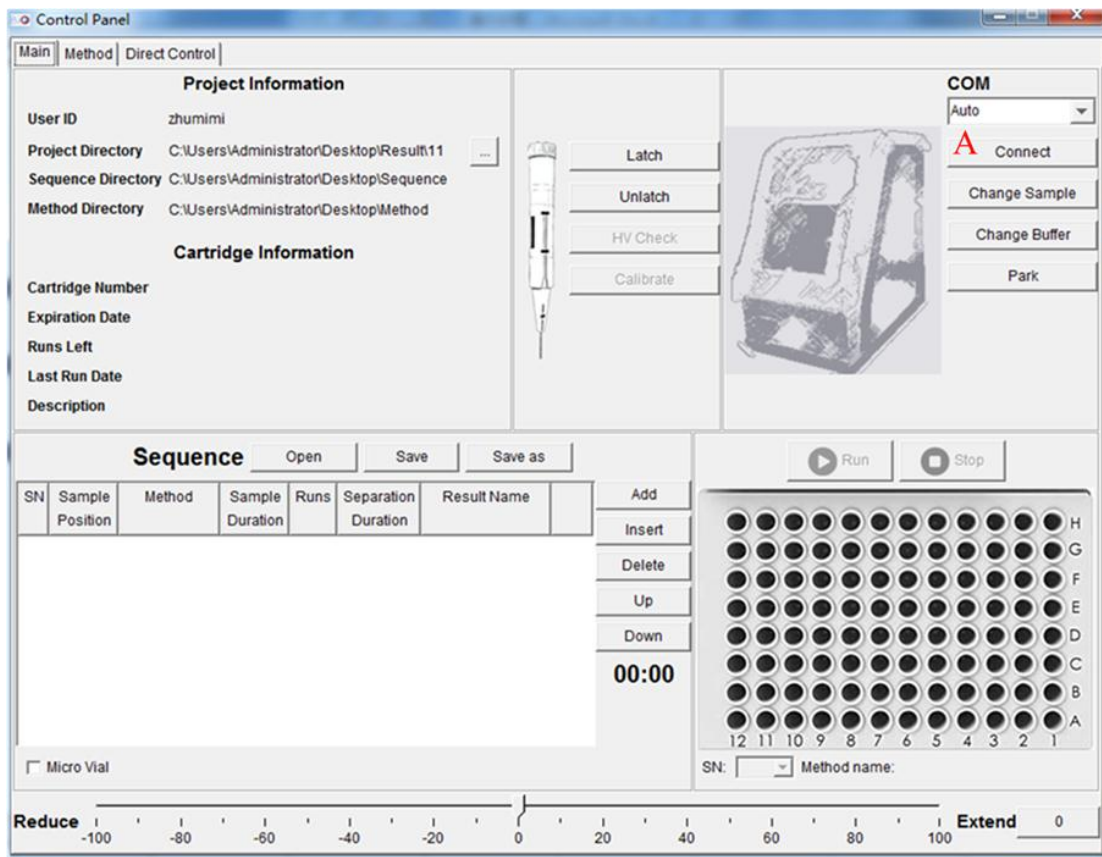 Control Panel
Main Method Direct Control
Project Information
User ID zhumimi
Project Directory C:\Users\Administrator\Desktop\Result\11 ...
Sequence Directory C:\Users\Administrator\Desktop\Sequence
Method Directory C:\Users\Administrator\Desktop\Method
Cartridge Information
Cartridge Number
Expiration Date
Runs Left
Last Run Date
Description
Latch
Unlatch
HV Check
Calibrate
COM
Auto
A Connect
Change Sample
Change Buffer
Park
Sequence Open Save Save as
SN Sample Position Method Sample Duration Runs Separation Duration Result Name
Add
Insert
Delete
Up
Down
00:00
Micro Vial
Run Stop
H
G
F
E
D
C
B
A
12 11 10 9 8 7 6 5 4 3 2 1
SN: Method name:
Reduce -100 -80 -60 -40 -20 0 20 40 60 80 100 Extend 0